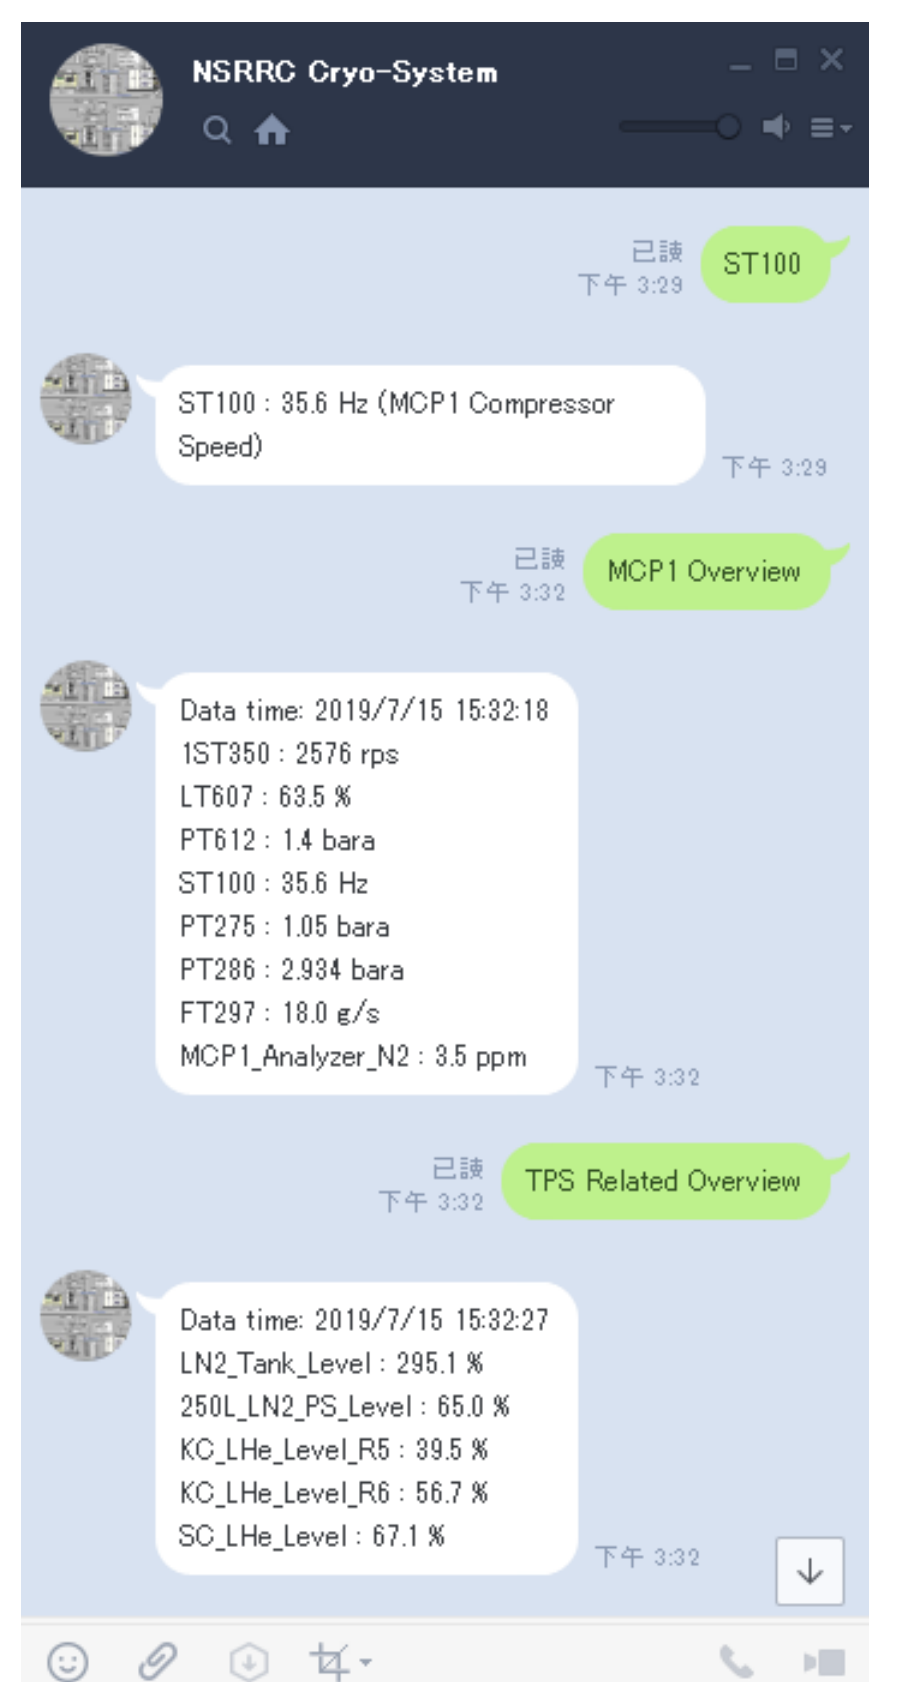 NSRRC Cryo-System
已讀
下午 3:29
ST100
ST100 : 35.6 Hz (MCP1 Compressor
Speed)
下午 3:29
已讀
下午 3:32
MCP1 Overview
Data time: 2019/7/15 15:32:18
1ST350 : 2576 rps
LT607 : 63.5 %
PT612 : 1.4 bara
ST100 : 35.6 Hz
PT275 : 1.05 bara
PT286 : 2.934 bara
FT297 : 18.0 g/s
MCP1_Analyzer_N2 : 3.5 ppm
下午 3:32
已讀
下午 3:32
TPS Related Overview
Data time: 2019/7/15 15:32:27
LN2_Tank_Level : 295.1 %
250L_LN2_PS_Level : 65.0 %
KC_LHe_Level_R5 : 39.5 %
KC_LHe_Level_R6 : 56.7 %
SC_LHe_Level : 67.1 %
下午 3:32